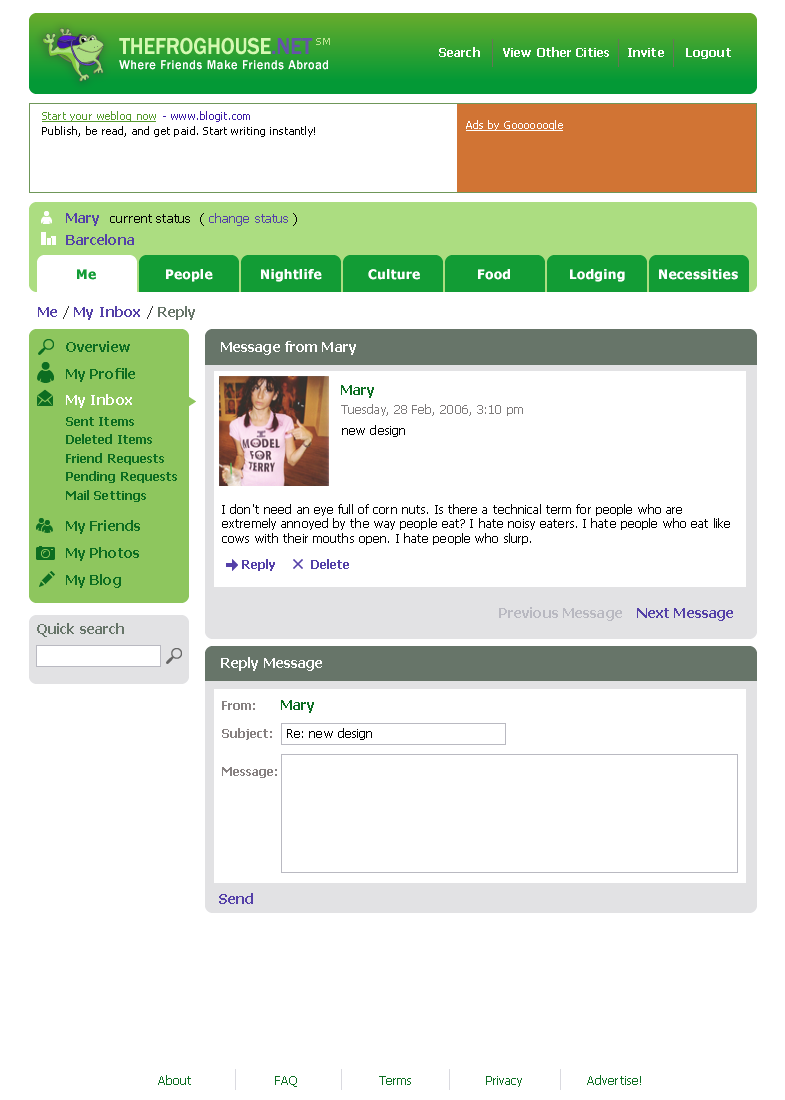 THEFROGHOUSE.NET SM
Where Friends Make Friends Abroad
Search
View Other Cities
Invite
Logout
Start your weblog now - www.blogit.com
Publish, be read, and get paid. Start writing instantly!
Ads by Goooooogle
Mary current status ( change status )
Barcelona
Me
People
Nightlife
Culture
Food
Lodging
Necessities
Me / My Inbox / Reply
Overview
My Profile
My Inbox
Sent Items
Deleted Items
Friend Requests
Pending Requests
Mail Settings
My Friends
My Photos
My Blog
Quick search
Message from Mary
I
MODEL
FOR
TERRY
Mary
Tuesday, 28 Feb, 2006, 3:10 pm
new design
I don't need an eye full of corn nuts. Is there a technical term for people who are
extremely annoyed by the way people eat? I hate noisy eaters. I hate people who eat like
cows with their mouths open. I hate people who slurp.
Reply
Delete
Previous Message
Next Message
Reply Message
From: Mary
Subject: Re: new design
Message:
Send
About
FAQ
Terms
Privacy
Advertise!